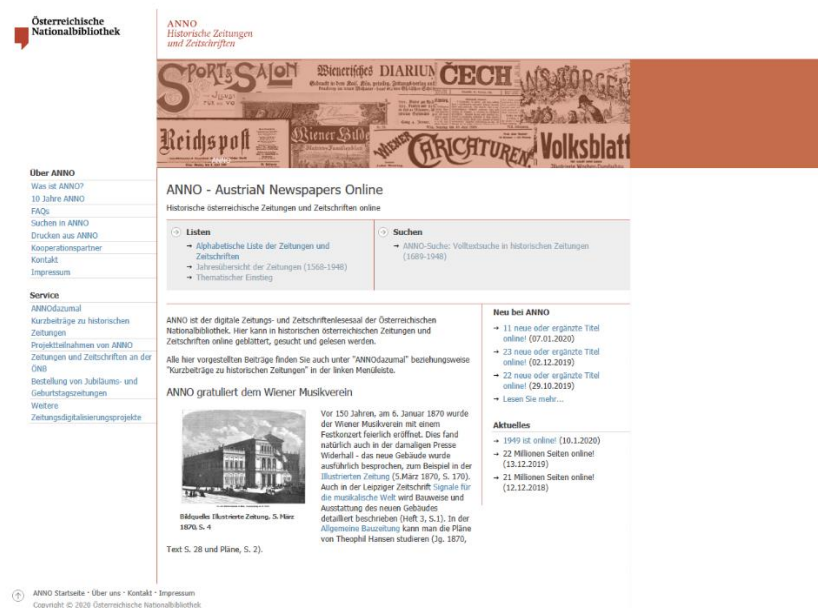 Österreichische
Nationalbibliothek
ANNO
Historische Zeitungen
und Zeitschriften
SPORT & SALON
Wienerisches DIARIUM
ČECH
Reichspost
Wiener Bilder
WIENER
CARICATUREN
Volksblatt
ANNO
Über ANNO
Was ist ANNO?
10 Jahre ANNO
FAQs
Suchen in ANNO
Drucken aus ANNO
Kooperationspartner
Kontakt
Impressum
Service
ANNOdazumal
Kurzbeiträge zu historischen
Zeitungen
Projektteilnahmen von ANNO
Zeitungen und Zeitschriften an der
ÖNB
Bestellung von Jubiläums- und
Geburtstagszeitungen
Weitere
Zeitungsdigitalisierungsprojekte
ANNO - AustriaN Newspapers Online
Historische österreichische Zeitungen und Zeitschriften online
Listen
→ Alphabetische Liste der Zeitungen und
Zeitschriften
→ Jahresübersicht der Zeitungen (1568-1948)
→ Thematischer Einstieg
Suchen
→ ANNO-Suche: Volltextsuche in historischen Zeitungen
(1689-1948)
ANNO ist der digitale Zeitungs- und Zeitschriftenlesesaal der Österreichischen
Nationalbibliothek. Hier kann in historischen österreichischen Zeitungen und
Zeitschriften online geblättert, gesucht und gelesen werden.
Alle hier vorgestellten Beiträge finden Sie auch unter "ANNOdazumal" beziehungsweise
"Kurzbeiträge zu historischen Zeitungen" in der linken Menüleiste.
ANNO gratuliert dem Wiener Musikverein
Bildquelle: Illustrierte Zeitung, 5. März
1870, S. 4
Vor 150 Jahren, am 6. Januar 1870 wurde
der Wiener Musikverein mit einem
Festkonzert feierlich eröffnet. Dies fand
natürlich auch in der damaligen Presse
Widerhall - das neue Gebäude wurde
ausführlich besprochen, zum Beispiel in der
Illustrierten Zeitung (5.März 1870, S. 170).
Auch in der Leipziger Zeitschrift Signale für
die musikalische Welt wird Bauweise und
Ausstattung des neuen Gebäudes
detailliert beschrieben (Heft 3, S.1). In der
Allgemeine Bauzeitung kann man die Pläne
von Theophil Hansen studieren (Jg. 1870,
Text S. 28 und Pläne, S. 2).
Neu bei ANNO
→ 11 neue oder ergänzte Titel
online! (07.01.2020)
→ 23 neue oder ergänzte Titel
online! (02.12.2019)
→ 22 neue oder ergänzte Titel
online! (29.10.2019)
→ Lesen Sie mehr...
Aktuelles
→ 1949 ist online! (10.1.2020)
→ 22 Millionen Seiten online!
(13.12.2019)
→ 21 Millionen Seiten online!
(12.12.2018)
ANNO Startseite · Über uns · Kontakt · Impressum
Copyright © 2020 Österreichische Nationalbibliothek